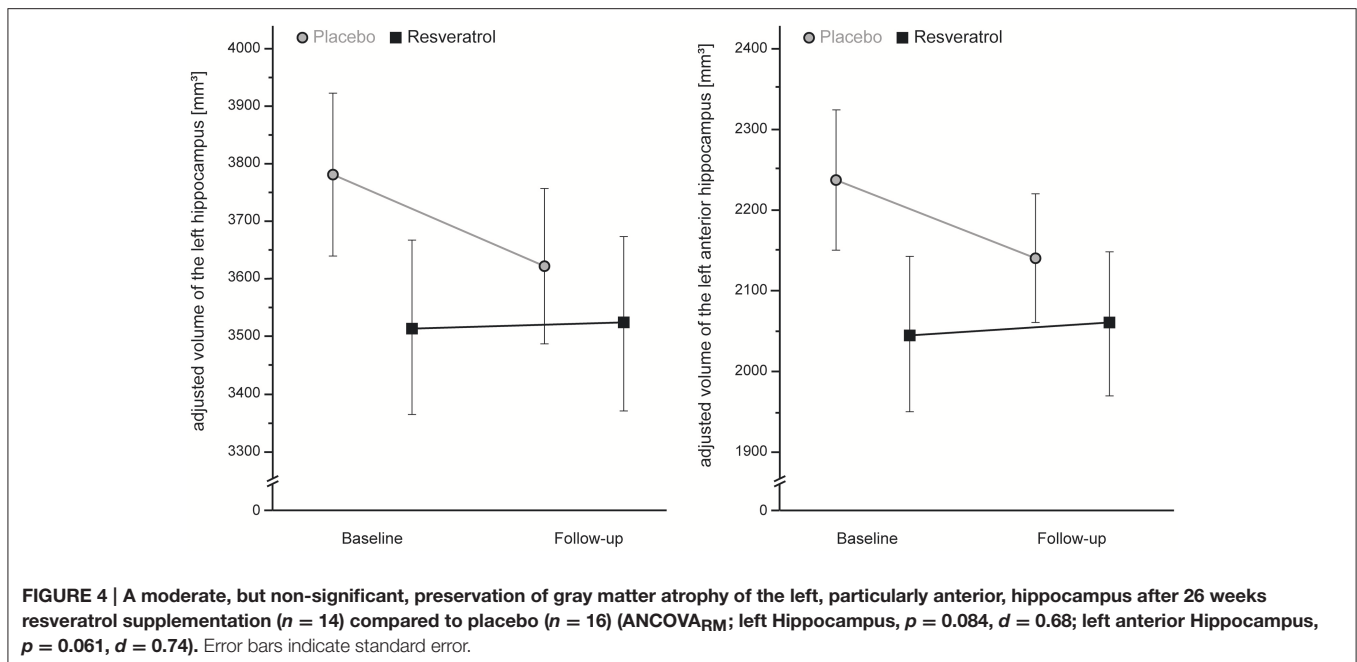 Placebo Resveratrol
adjusted volume of the left hippocampus [mm³]
4000
3900
3800
3700
3600
3500
3400
3300
0
Baseline Follow-up
Placebo Resveratrol
adjusted volume of the left anterior hippocampus [mm³]
2400
2300
2200
2100
2000
1900
0
Baseline Follow-up
FIGURE 4 | A moderate, but non-significant, preservation of gray matter atrophy of the left, particularly anterior, hippocampus after 26 weeks
resveratrol supplementation (n = 14) compared to placebo (n = 16) (ANCOVARM; left Hippocampus, p = 0.084, d = 0.68; left anterior Hippocampus,
p = 0.061, d = 0.74). Error bars indicate standard error.